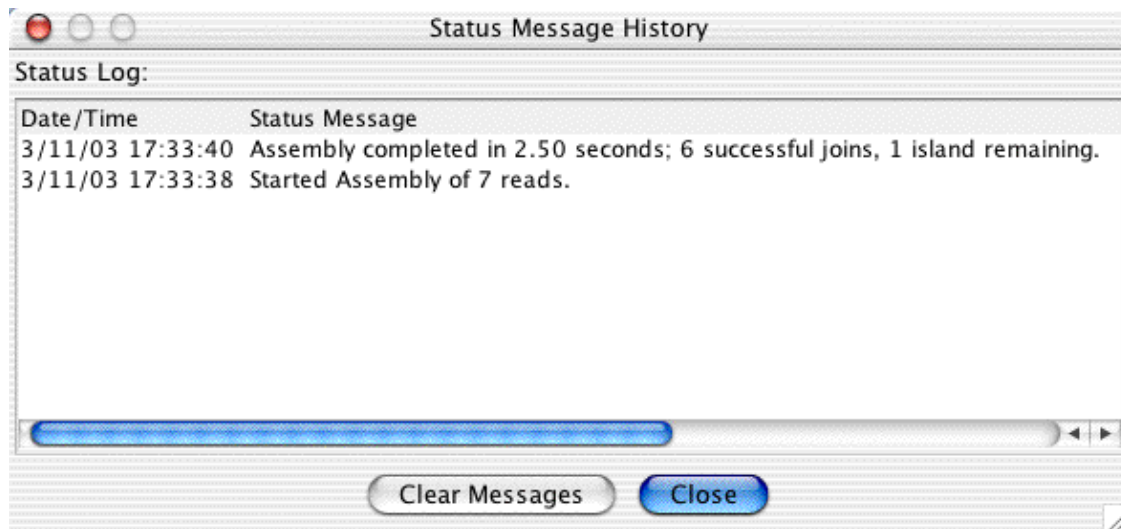 Status Message History
Status Log:
Date/Time Status Message
3/11/03 17:33:40 Assembly completed in 2.50 seconds; 6 successful joins, 1 island remaining.
3/11/03 17:33:38 Started Assembly of 7 reads.
Clear Messages Close